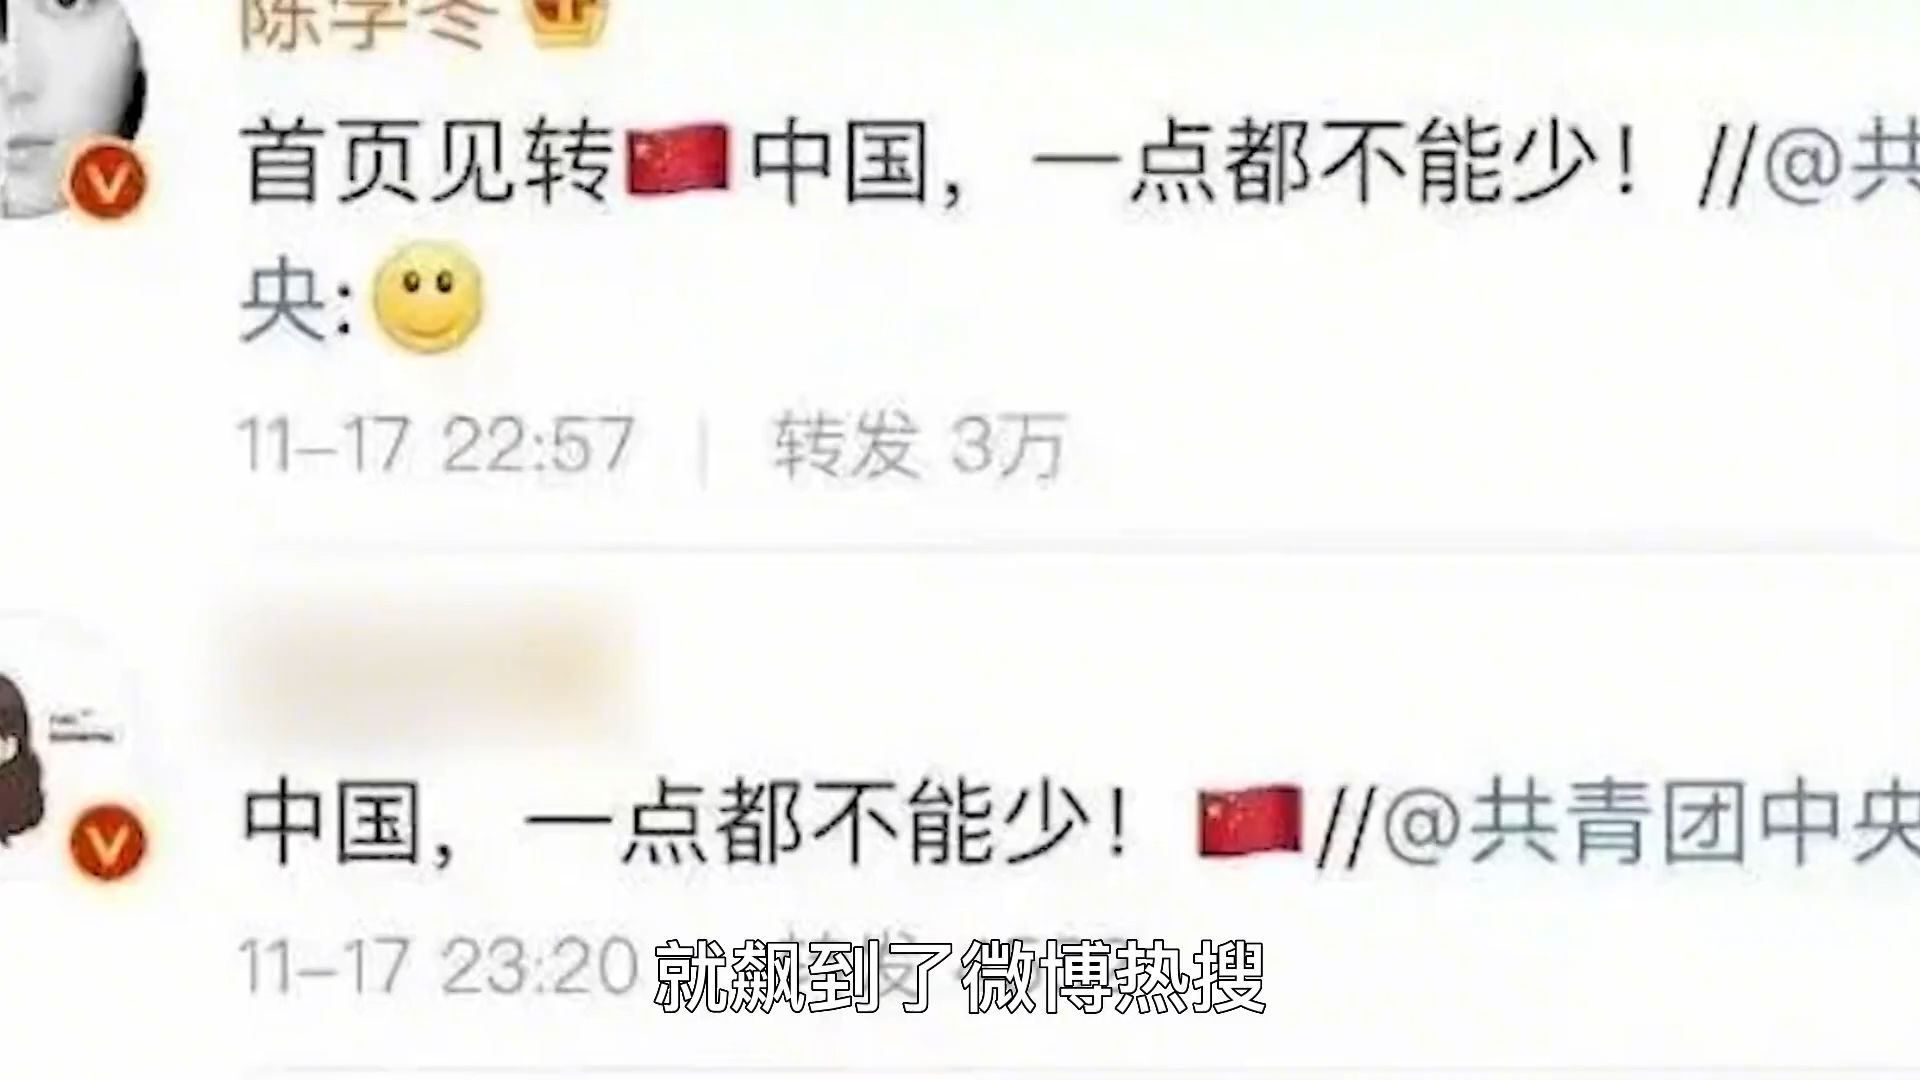 陈学冬
首页见转🇨🇳中国，一点都不能少！//@共
央:
11-17 22:57 | 转发 3万
中国，一点都不能少！🇨🇳//@共青团中央
11-17 23:20
就飙到了微博热搜